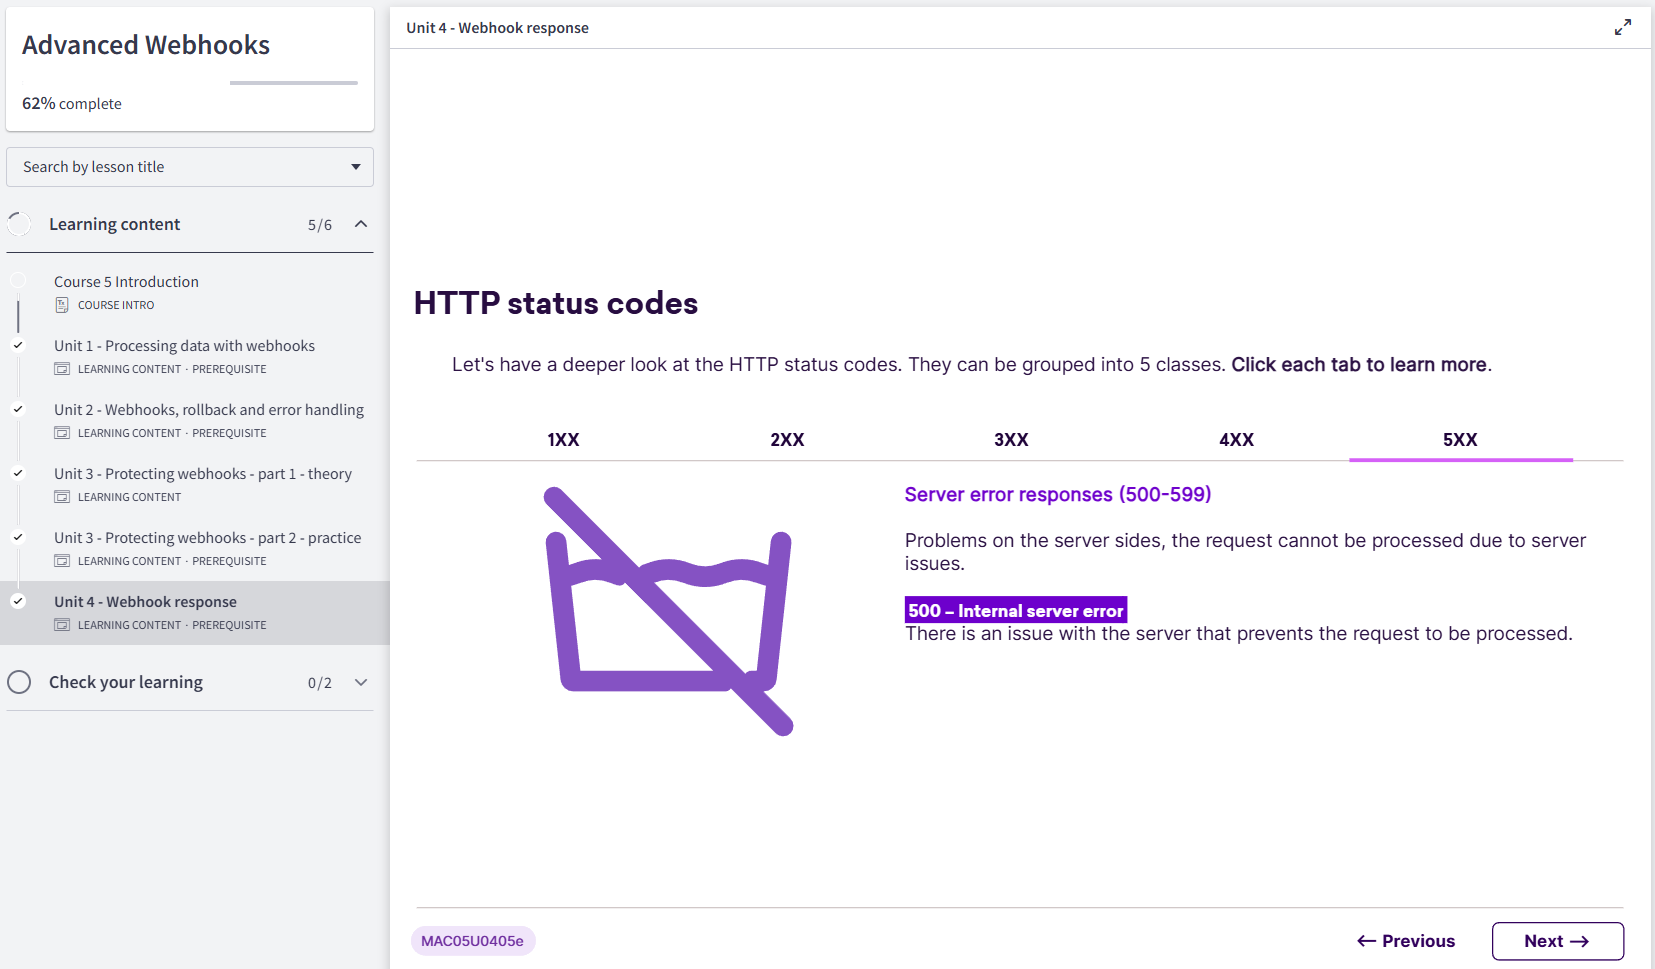 Advanced Webhooks
62% complete
Search by lesson title
Learning content 5/6
Course 5 Introduction
COURSE INTRO
Unit 1 - Processing data with webhooks
LEARNING CONTENT · PREREQUISITE
Unit 2 - Webhooks, rollback and error handling
LEARNING CONTENT · PREREQUISITE
Unit 3 - Protecting webhooks - part 1 - theory
LEARNING CONTENT
Unit 3 - Protecting webhooks - part 2 - practice
LEARNING CONTENT · PREREQUISITE
Unit 4 - Webhook response
LEARNING CONTENT · PREREQUISITE
Check your learning 0/2
Unit 4 - Webhook response
HTTP status codes
Let's have a deeper look at the HTTP status codes. They can be grouped into 5 classes. Click each tab to learn more.
1XX 2XX 3XX 4XX 5XX
Server error responses (500-599)
Problems on the server sides, the request cannot be processed due to server
issues.
500 – Internal server error
There is an issue with the server that prevents the request to be processed.
MAC05U0405e
← Previous
Next →